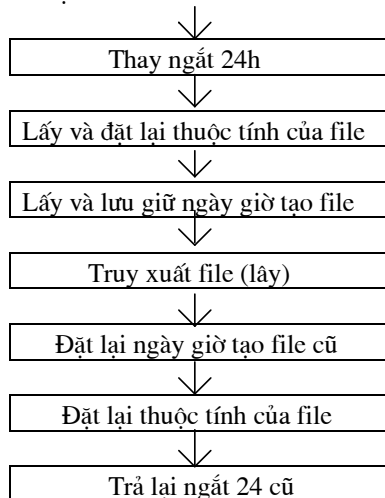 Thay ngắt 24h
Lấy và đặt lại thuộc tính của file
Lấy và lưu giữ ngày giờ tạo file
Truy xuất file (lây)
Đặt lại ngày giờ tạo file cũ
Đặt lại thuộc tính của file
Trả lại ngắt 24 cũ